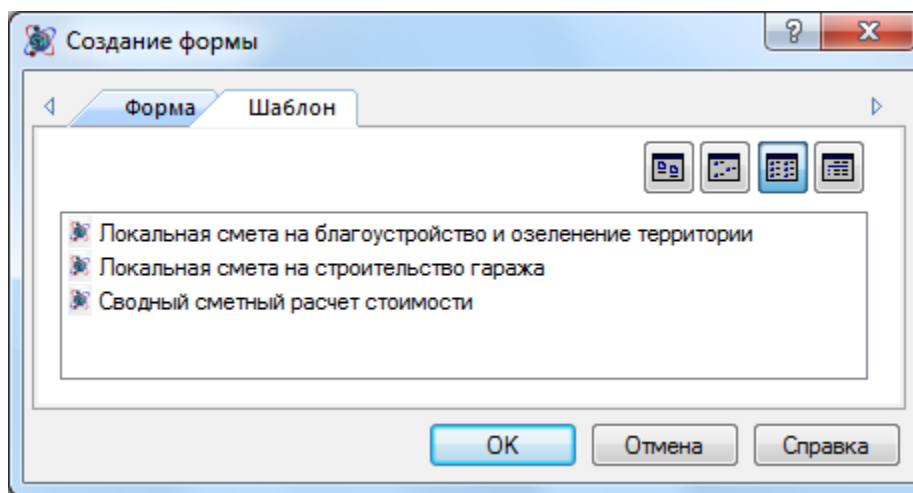 Создание формы
Форма Шаблон
Локальная смета на благоустройство и озеленение территории
Локальная смета на строительство гаража
Сводный сметный расчет стоимости
OK Отмена Справка